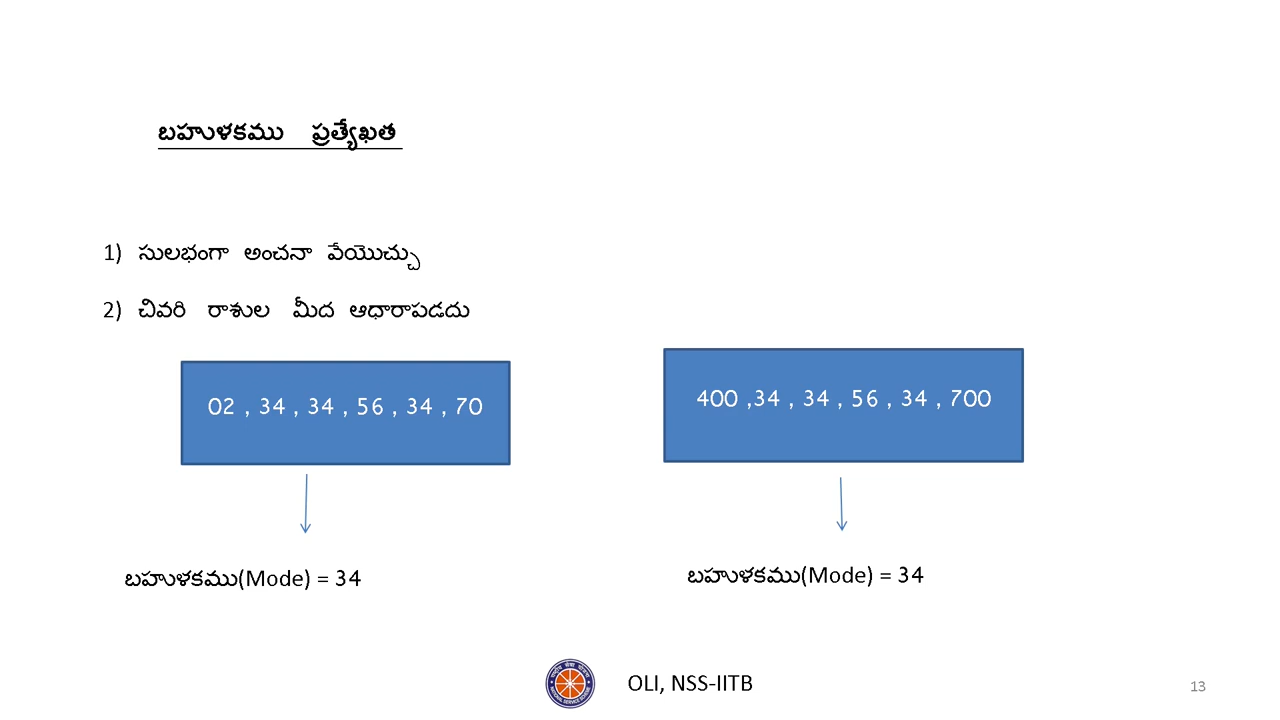 బహుళకము ప్రత్యేఖత
1) సులభంగా అంచనా వేయొచ్చు
2) చివరి రాశుల మీద ఆధారాపడదు
02 , 34 , 34 , 56 , 34 , 70
400 ,34 , 34 , 56 , 34 , 700
బహుళకము(Mode) = 34
బహుళకము(Mode) = 34
OLI, NSS-IITB
13